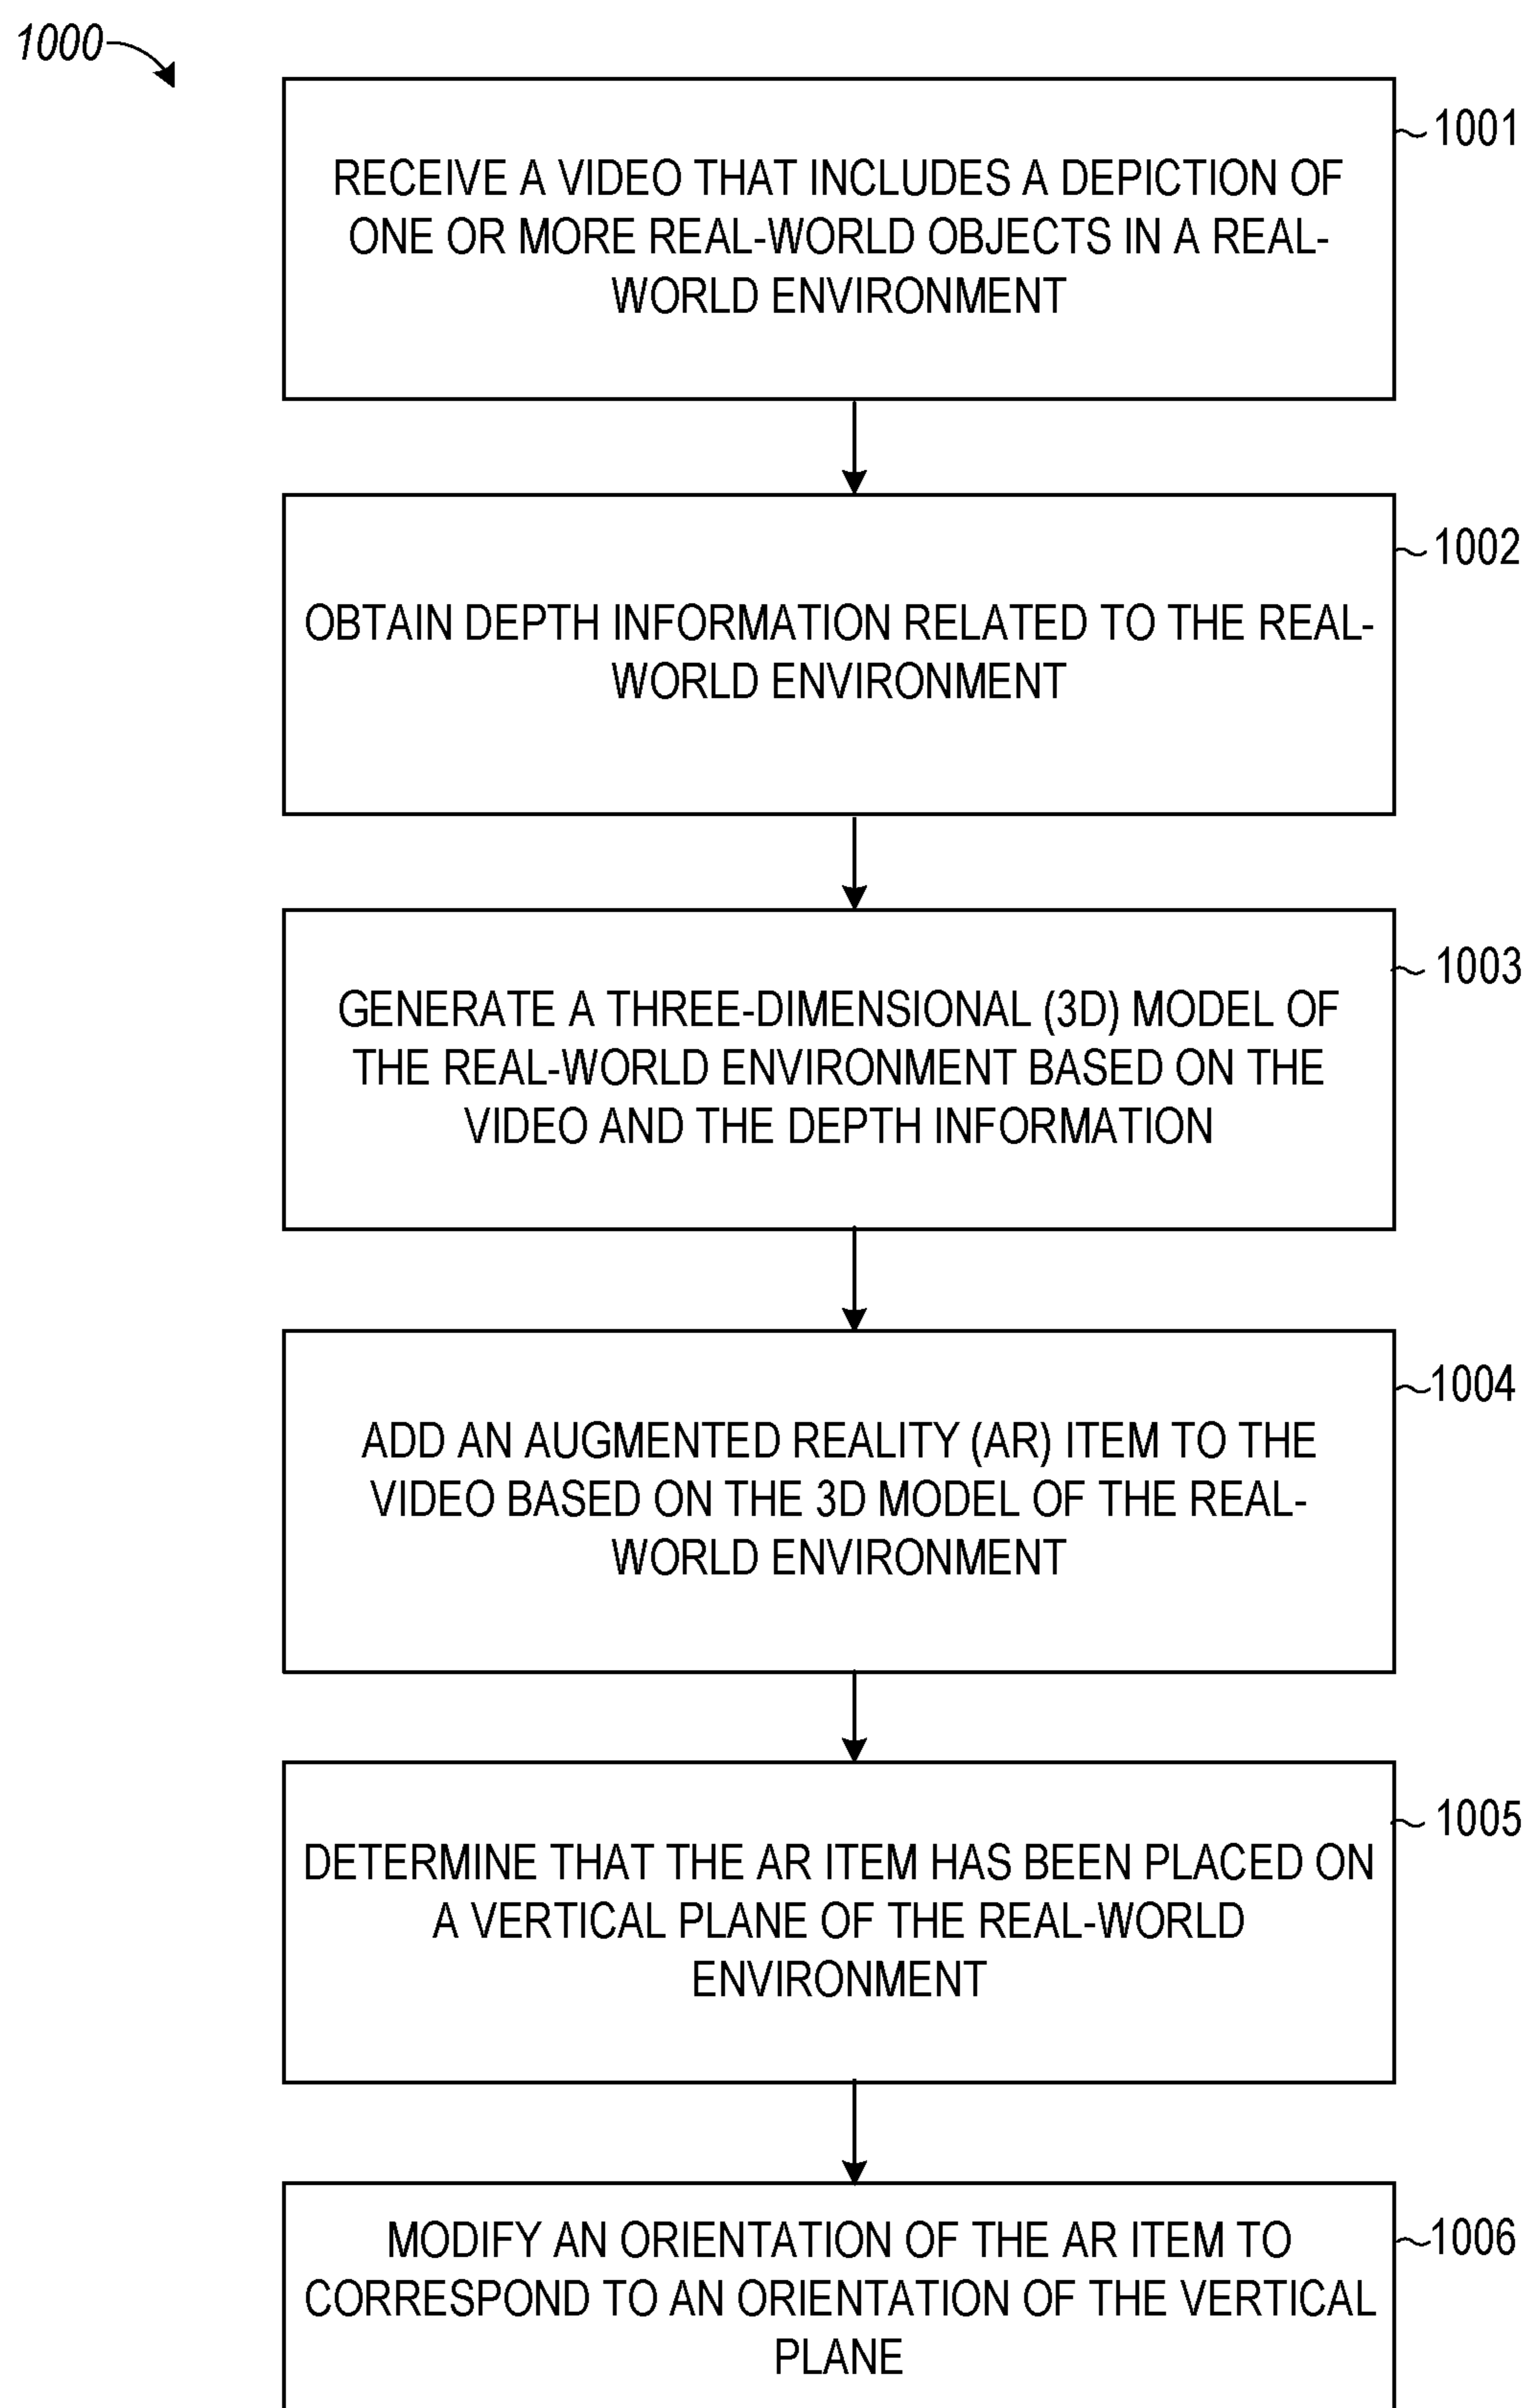 1000
RECEIVE A VIDEO THAT INCLUDES A DEPICTION OF
ONE OR MORE REAL-WORLD OBJECTS IN A REAL-
WORLD ENVIRONMENT
1001
OBTAIN DEPTH INFORMATION RELATED TO THE REAL-
WORLD ENVIRONMENT
1002
GENERATE A THREE-DIMENSIONAL (3D) MODEL OF
THE REAL-WORLD ENVIRONMENT BASED ON THE
VIDEO AND THE DEPTH INFORMATION
1003
ADD AN AUGMENTED REALITY (AR) ITEM TO THE
VIDEO BASED ON THE 3D MODEL OF THE REAL-
WORLD ENVIRONMENT
1004
DETERMINE THAT THE AR ITEM HAS BEEN PLACED ON
A VERTICAL PLANE OF THE REAL-WORLD
ENVIRONMENT
1005
MODIFY AN ORIENTATION OF THE AR ITEM TO
CORRESPOND TO AN ORIENTATION OF THE VERTICAL
PLANE
1006